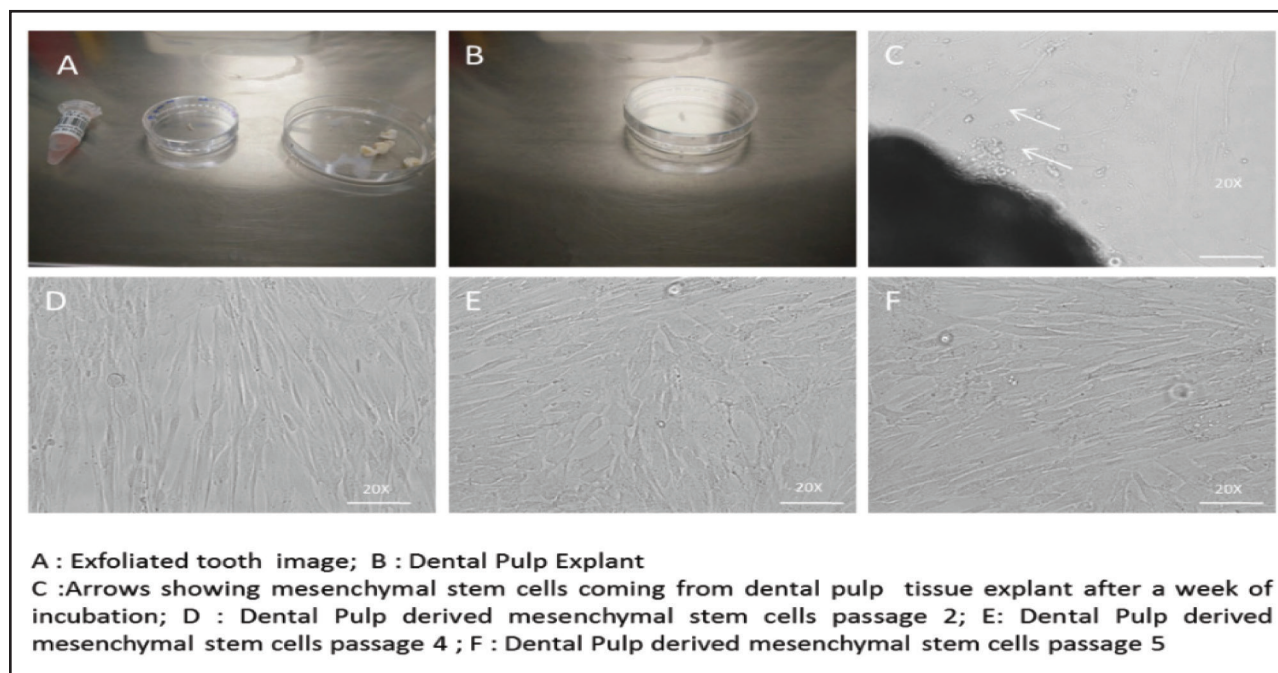 A
B
C
20X
D
20X
E
20X
F
20X
A : Exfoliated tooth image; B : Dental Pulp Explant
C :Arrows showing mesenchymal stem cells coming from dental pulp tissue explant after a week of
incubation; D : Dental Pulp derived mesenchymal stem cells passage 2; E: Dental Pulp derived
mesenchymal stem cells passage 4 ; F : Dental Pulp derived mesenchymal stem cells passage 5